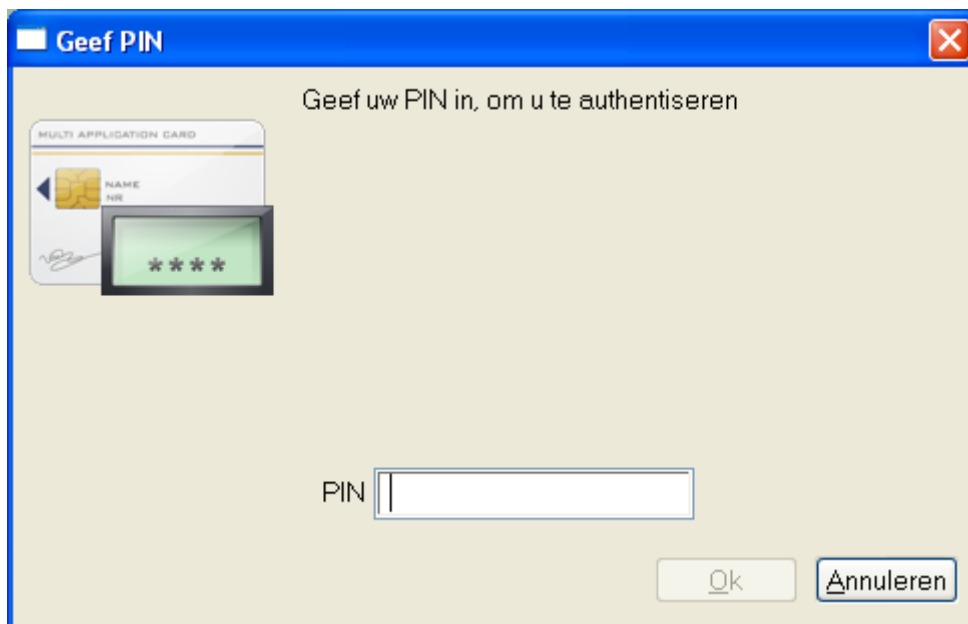 Geef PIN
Geef uw PIN in, om u te authentiseren
MULTI APPLICATION CARD
NAME
NR
****
PIN
Ok
Annuleren